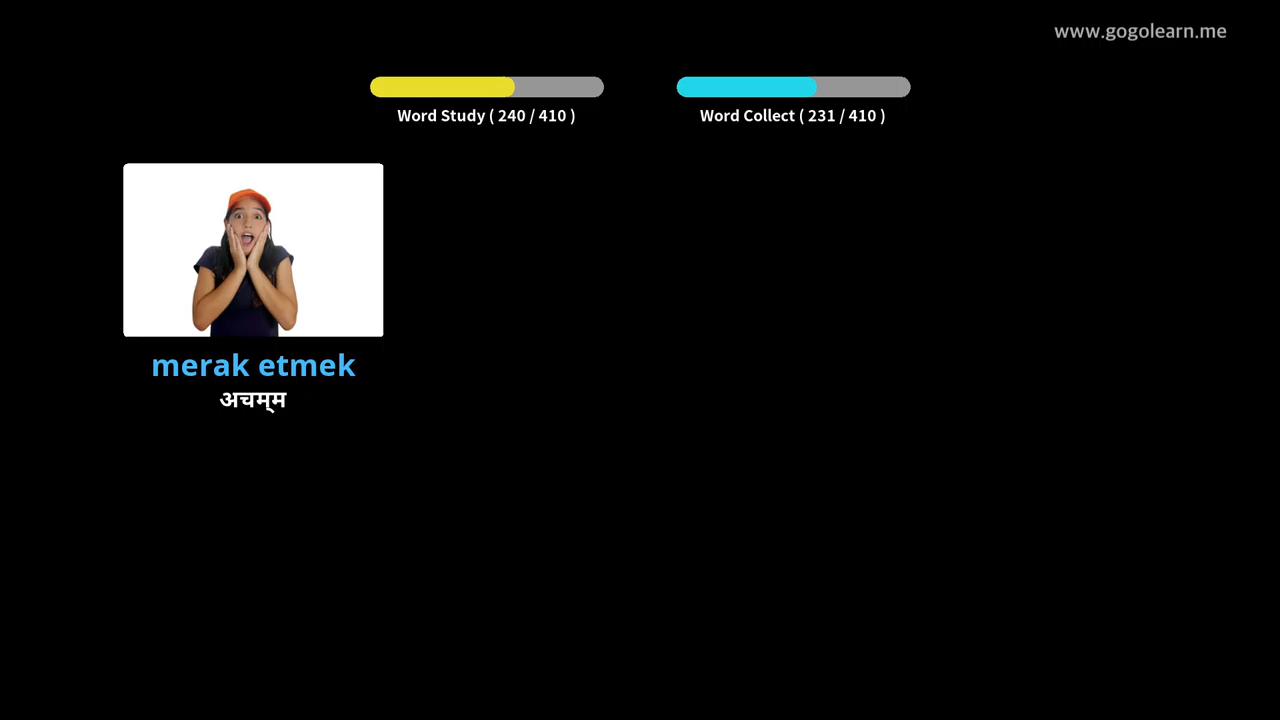 www.gogolearn.me
Word Study ( 240 / 410 )
Word Collect ( 231 / 410 )
merak etmek
अचम्‌म